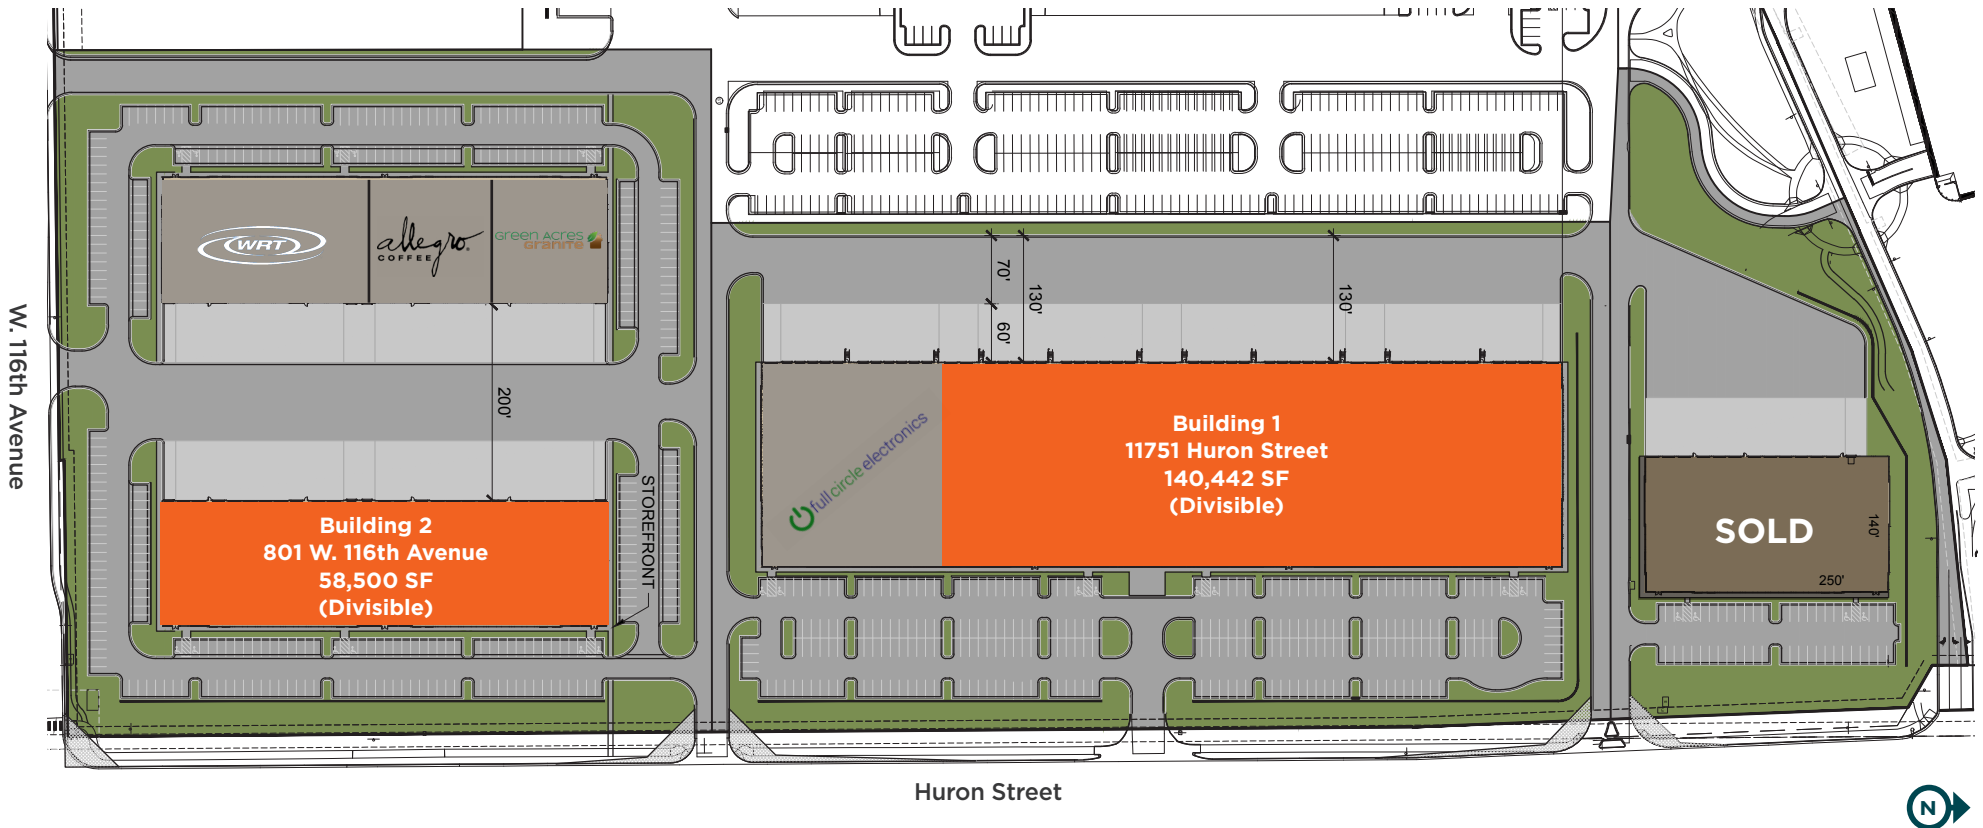 W. 116th Avenue
WRT
allegro
COFFEE
GREEN ACRES
GRANITE
200'
Building 2
801 W. 116th Avenue
58,500 SF
(Divisible)
STOREFRONT
70'
130'
60'
130'
full circle electronics
Building 1
11751 Huron Street
140,442 SF
(Divisible)
SOLD
140'
250'
Huron Street
N